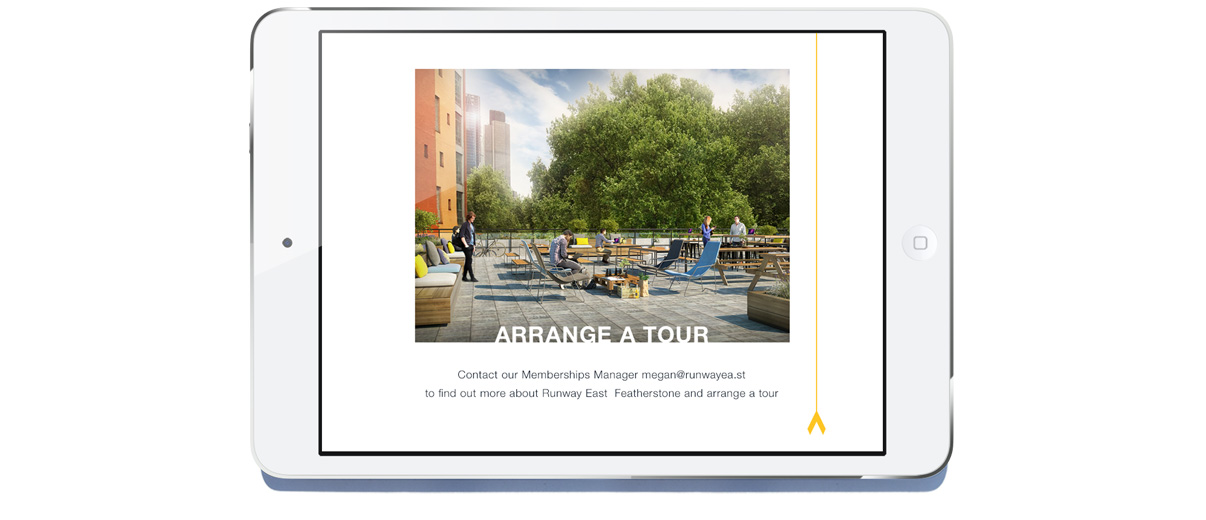 ARRANGE A TOUR
Contact our Memberships Manager megan@runwayea.st
to find out more about Runway East  Featherstone and arrange a tour